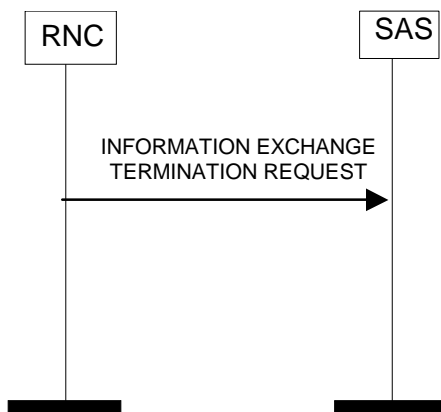 RNC
SAS
INFORMATION EXCHANGE
TERMINATION REQUEST